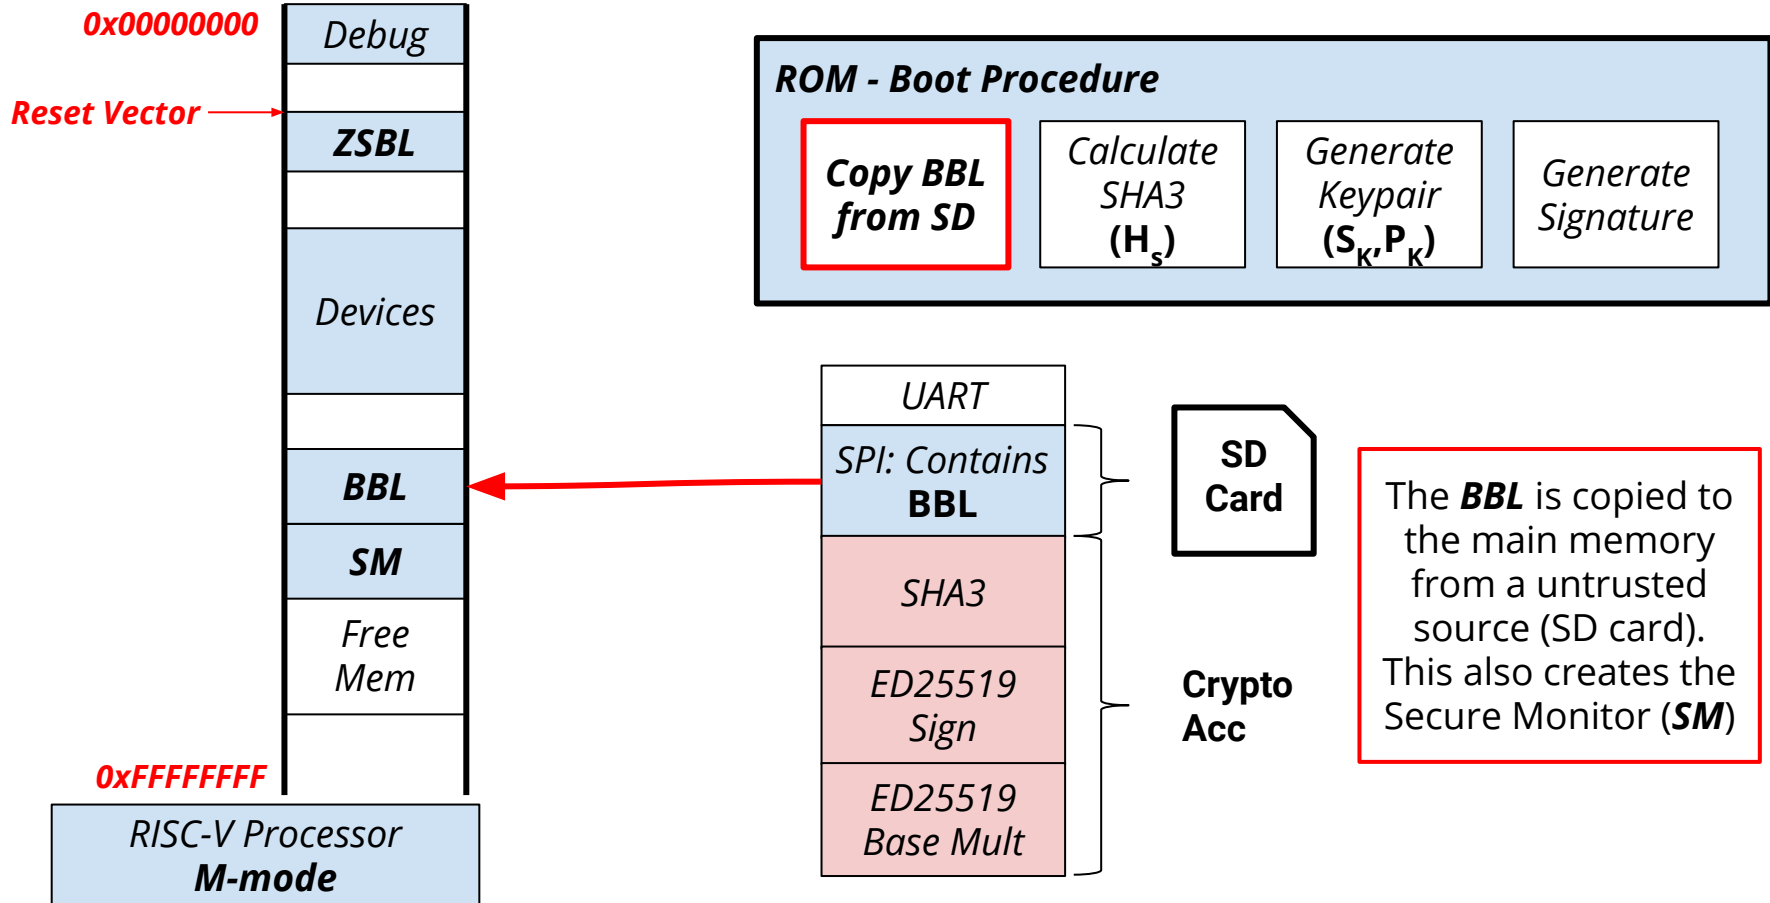 0x00000000
Debug
Reset Vector
ZSBL
Devices
BBL
SM
Free
Mem
0xFFFFFFFF
RISC-V Processor
M-mode
ROM - Boot Procedure
Copy BBL
from SD
Calculate
SHA3
(Hs)
Generate
Keypair
(SK,PK)
Generate
Signature
UART
SPI: Contains
BBL
SHA3
ED25519
Sign
ED25519
Base Mult
SD
Card
Crypto
Acc
The BBL is copied to
the main memory
from a untrusted
source (SD card).
This also creates the
Secure Monitor (SM)